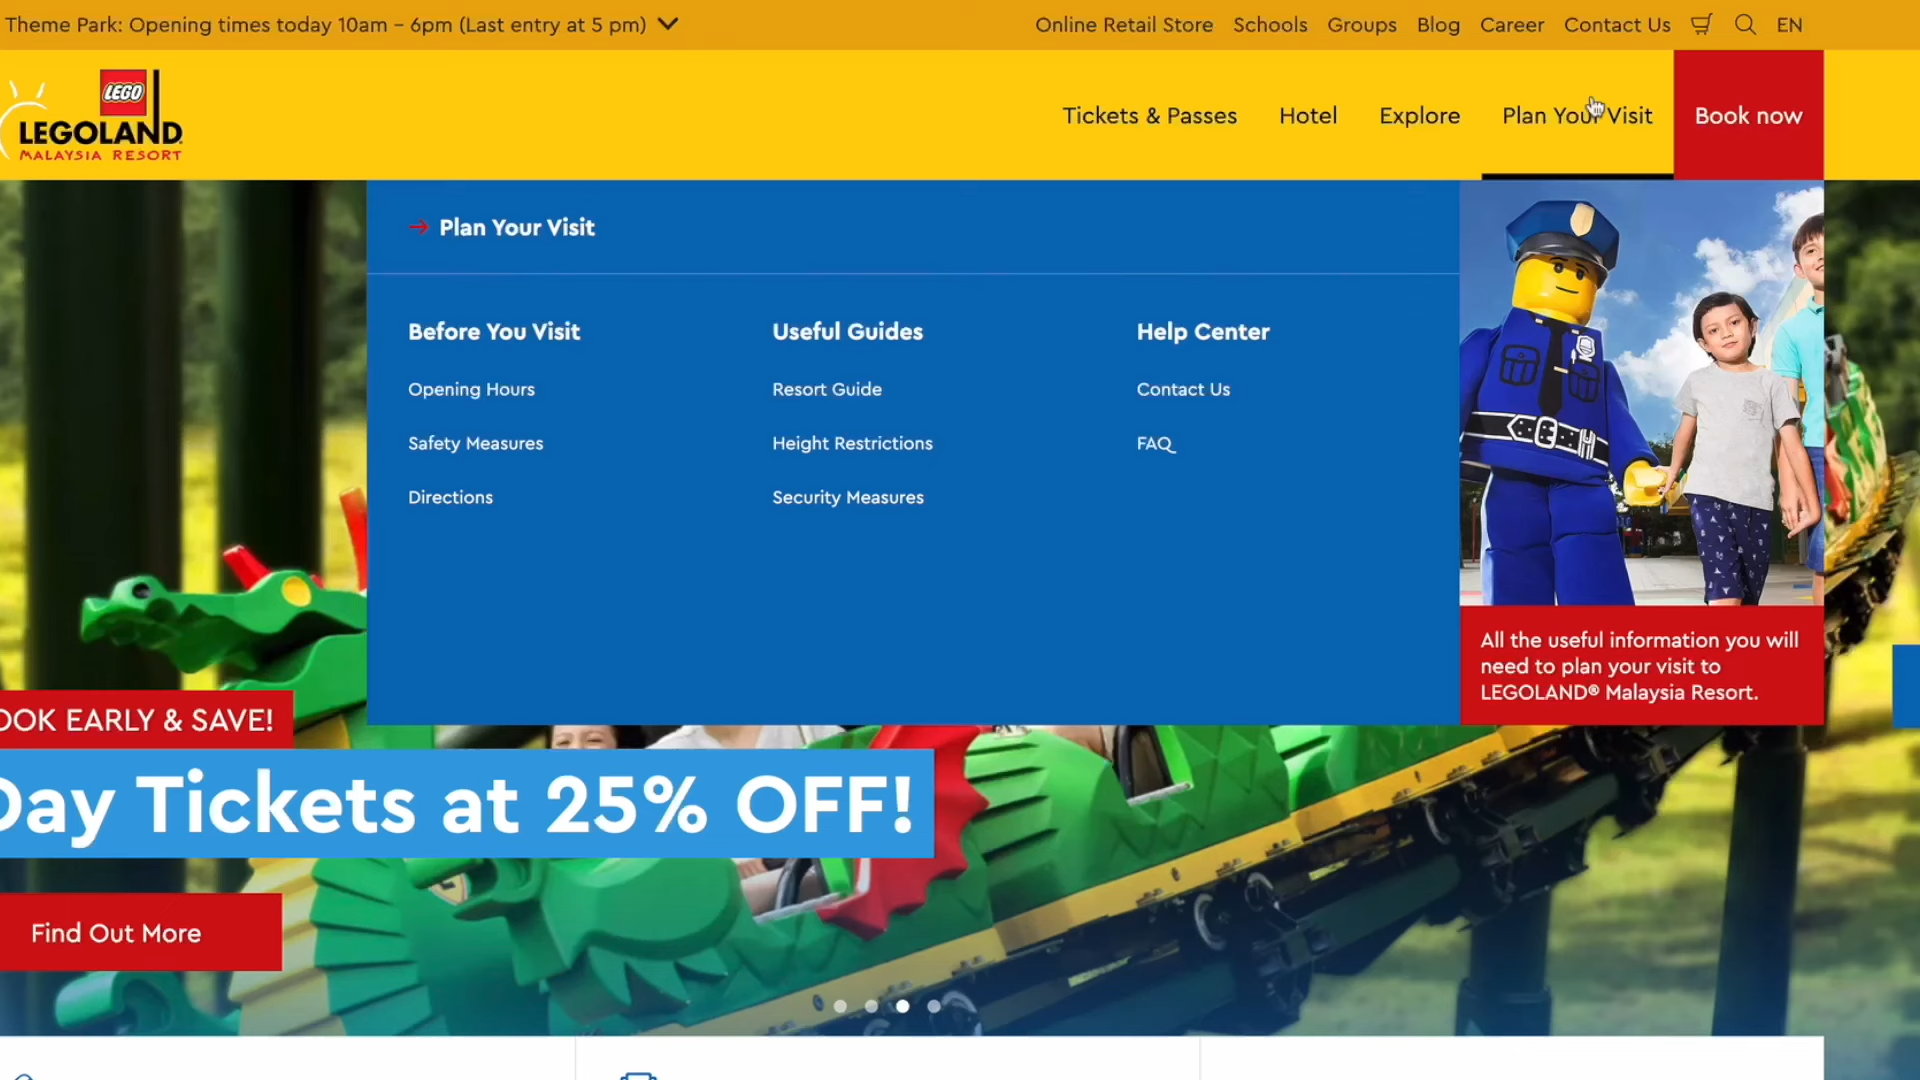 Theme Park: Opening times today 10am – 6pm (Last entry at 5 pm)
Online Retail Store Schools Groups Blog Career Contact Us EN
LEGO
LEGOLAND
MALAYSIA RESORT
Tickets & Passes Hotel Explore Plan Your Visit Book now
Plan Your Visit
Before You Visit
Opening Hours
Safety Measures
Directions
Useful Guides
Resort Guide
Height Restrictions
Security Measures
Help Center
Contact Us
FAQ
All the useful information you will
need to plan your visit to
LEGOLAND® Malaysia Resort.
OOK EARLY & SAVE!
Day Tickets at 25% OFF!
Find Out More